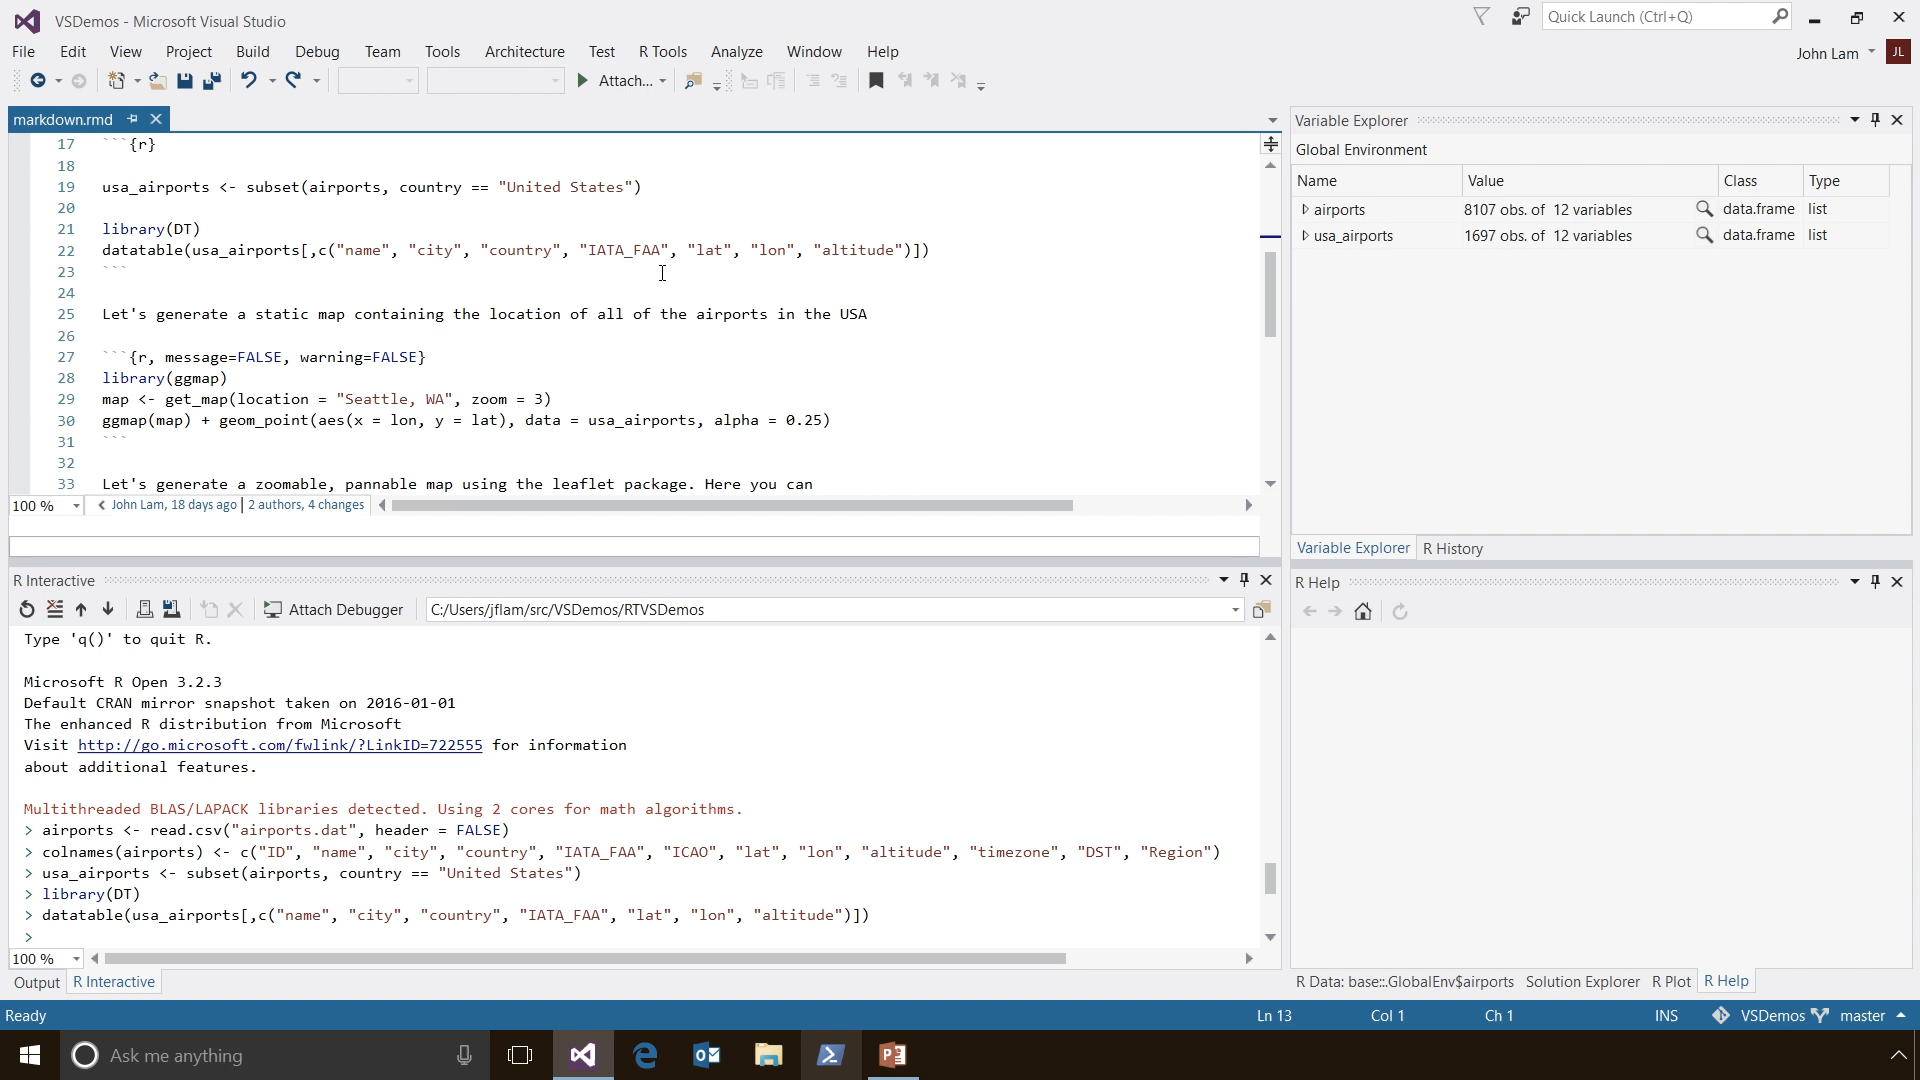 VSDemos - Microsoft Visual Studio
Quick Launch (Ctrl+Q)
File Edit View Project Build Debug Team Tools Architecture Test R Tools Analyze Window Help
John Lam JL
Attach...
markdown.rmd
17 ```{r}
18
19 usa_airports <- subset(airports, country == "United States")
20
21 library(DT)
22 datatable(usa_airports[,c("name", "city", "country", "IATA_FAA", "lat", "lon", "altitude")])
23 ```
24
25 Let's generate a static map containing the location of all of the airports in the USA
26
27 ```{r, message=FALSE, warning=FALSE}
28 library(ggmap)
29 map <- get_map(location = "Seattle, WA", zoom = 3)
30 ggmap(map) + geom_point(aes(x = lon, y = lat), data = usa_airports, alpha = 0.25)
31 ```
32
33 Let's generate a zoomable, pannable map using the leaflet package. Here you can
100 % John Lam, 18 days ago | 2 authors, 4 changes
Variable Explorer
Global Environment
Name Value Class Type
airports 8107 obs. of 12 variables data.frame list
usa_airports 1697 obs. of 12 variables data.frame list
Variable Explorer R History
R Interactive
Attach Debugger C:/Users/jflam/src/VSDemos/RTVSDemos
Type 'q()' to quit R.
Microsoft R Open 3.2.3
Default CRAN mirror snapshot taken on 2016-01-01
The enhanced R distribution from Microsoft
Visit http://go.microsoft.com/fwlink/?LinkID=722555 for information
about additional features.
Multithreaded BLAS/LAPACK libraries detected. Using 2 cores for math algorithms.
> airports <- read.csv("airports.dat", header = FALSE)
> colnames(airports) <- c("ID", "name", "city", "country", "IATA_FAA", "ICAO", "lat", "lon", "altitude", "timezone", "DST", "Region")
> usa_airports <- subset(airports, country == "United States")
> library(DT)
> datatable(usa_airports[,c("name", "city", "country", "IATA_FAA", "lat", "lon", "altitude")])
>
100 %
Output R Interactive
R Help
R Data: base::.GlobalEnv$airports Solution Explorer R Plot R Help
Ready Ln 13 Col 1 Ch 1 INS VSDemos master
Ask me anything